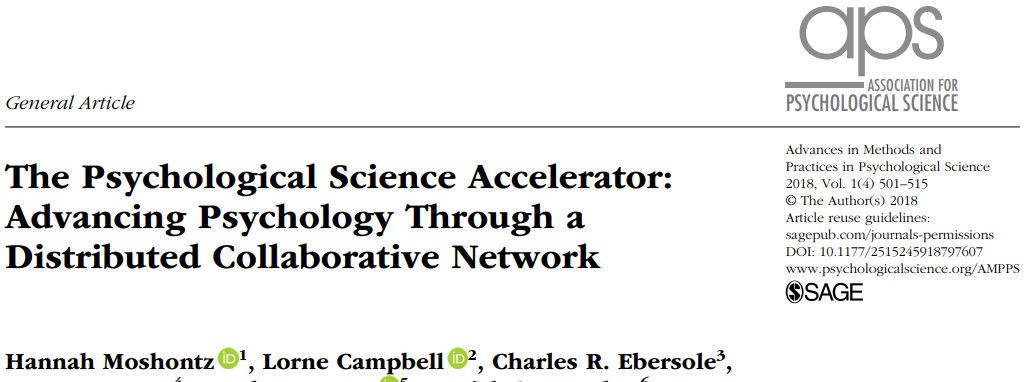 aps
ASSOCIATION FOR
PSYCHOLOGICAL SCIENCE
General Article
The Psychological Science Accelerator:
Advancing Psychology Through a
Distributed Collaborative Network
Advances in Methods and
Practices in Psychological Science
2018, Vol. 1(4) 501–515
© The Author(s) 2018
Article reuse guidelines:
sagepub.com/journals-permissions
DOI: 10.1177/2515245918797607
www.psychologicalscience.org/AMPPS
SAGE
Hannah Moshontz iD 1, Lorne Campbell iD 2, Charles R. Ebersole3,